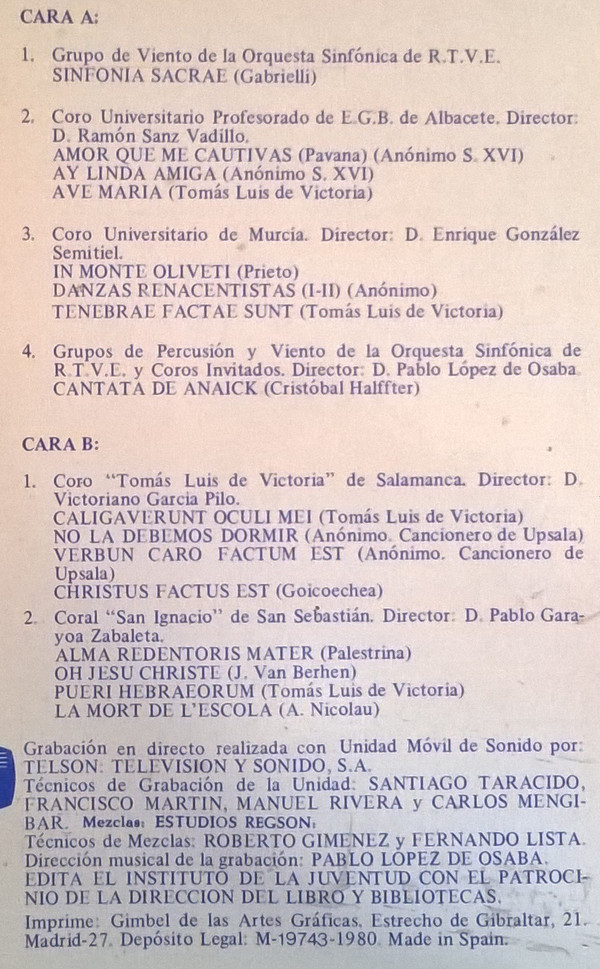 CARA A:
1. Grupo de Viento de la Orquesta Sinfónica de R.T.V.E.
SINFONIA SACRAE (Gabrielli)
2. Coro Universitario Profesorado de E.G.B. de Albacete. Director:
D. Ramón Sanz Vadillo.
AMOR QUE ME CAUTIVAS (Pavana) (Anónimo S. XVI)
AY LINDA AMIGA (Anónimo S. XVI)
AVE MARIA (Tomás Luis de Victoria)
3. Coro Universitario de Murcia. Director: D. Enrique González
Semitiel.
IN MONTE OLIVETI (Prieto)
DANZAS RENACENTISTAS (I-II) (Anónimo)
TENEBRAE FACTAE SUNT (Tomás Luis de Victoria)
4. Grupos de Percusión y Viento de la Orquesta Sinfónica de
R.T.V.E. y Coros Invitados. Director: D. Pablo López de Osaba.
CANTATA DE ANAICK (Cristóbal Halffter)
CARA B:
1. Coro “Tomás Luis de Victoria” de Salamanca. Director: D.
Victoriano Garcia Pilo.
CALIGAVERUNT OCULI MEI (Tomás Luis de Victoria)
NO LA DEBEMOS DORMIR (Anónimo. Cancionero de Upsala)
VERBUN CARO FACTUM EST (Anónimo. Cancionero de
Upsala)
CHRISTUS FACTUS EST (Goicoechea)
2. Coral “San Ignacio” de San Sebastián. Director: D. Pablo Gara-
yoa Zabaleta.
ALMA REDENTORIS MATER (Palestrina)
OH JESU CHRISTE (J. Van Berhen)
PUERI HEBRAEORUM (Tomás Luis de Victoria)
LA MORT DE L'ESCOLA (A. Nicolau)
Grabación en directo realizada con Unidad Móvil de Sonido por:
TELSON: TELEVISION Y SONIDO, S.A.
Técnicos de Grabación de la Unidad: SANTIAGO TARACIDO,
FRANCISCO MARTIN, MANUEL RIVERA y CARLOS MENGI-
BAR. Mezclas: ESTUDIOS REGSON.
Técnicos de Mezclas: ROBERTO GIMENEZ y FERNANDO LISTA.
Dirección musical de la grabación: PABLO LOPEZ DE OSABA.
EDITA EL INSTITUTO DE LA JUVENTUD CON EL PATROCI-
NIO DE LA DIRECCION DEL LIBRO Y BIBLIOTECAS.
Imprime: Gimbel de las Artes Gráficas. Estrecho de Gibraltar, 21.
Madrid-27. Depósito Legal: M-19743-1980. Made in Spain.